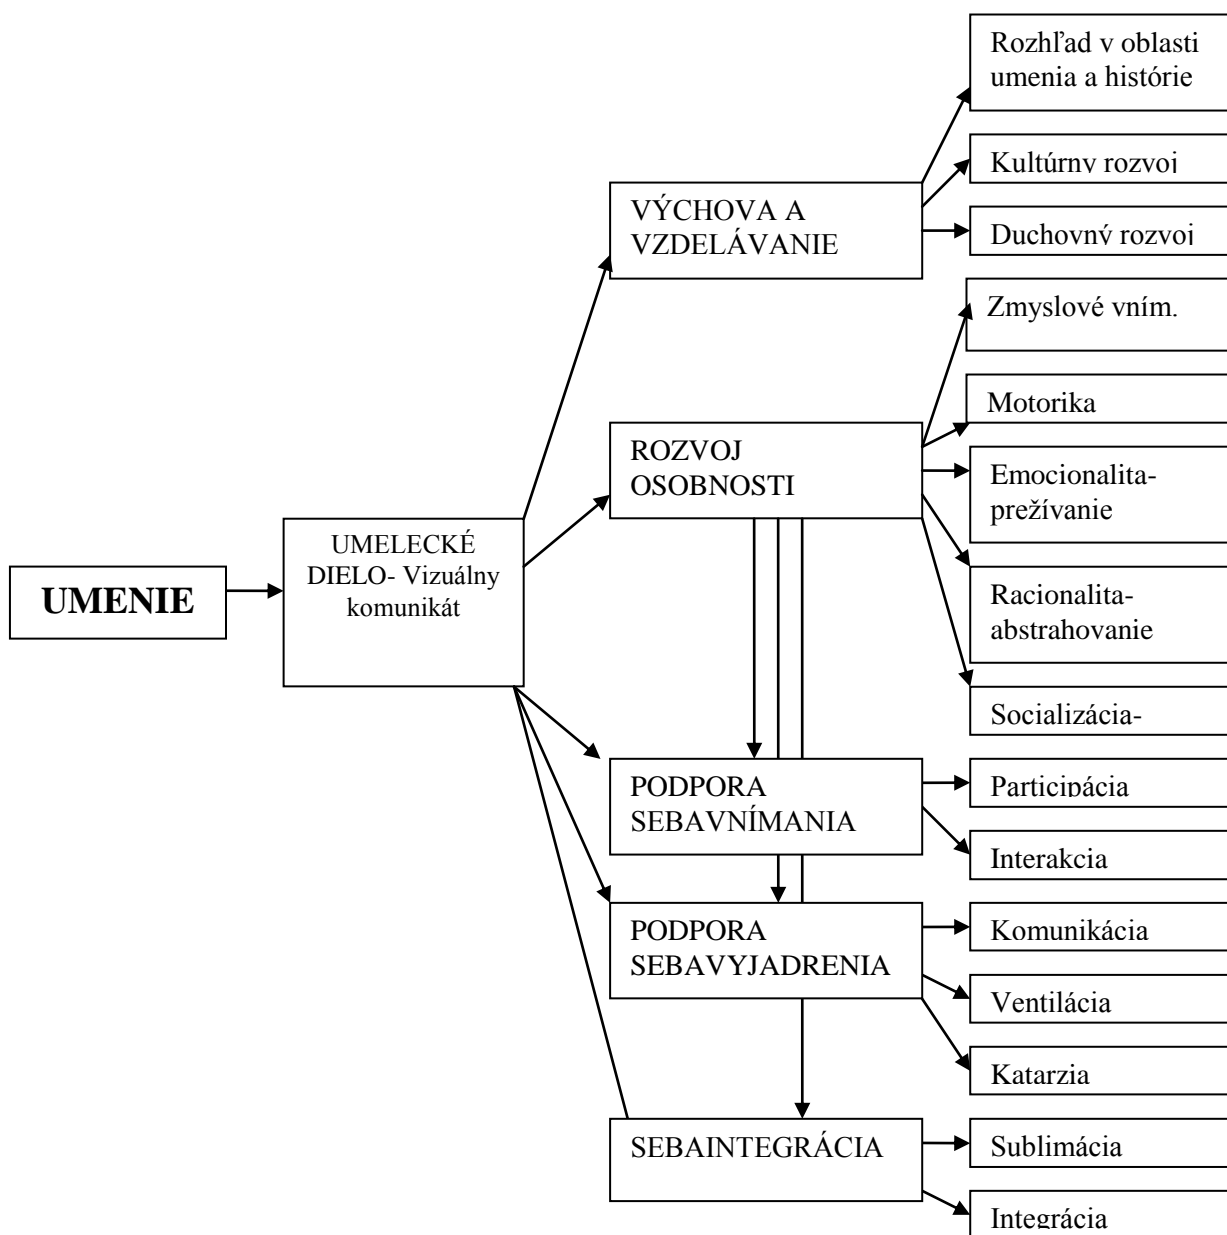 UMENIE
UMELECKÉ
DIELO- Vizuálny
komunikát
VÝCHOVA A
VZDELÁVANIE
Rozhľad v oblasti
umenia a histórie
Kultúrny rozvoj
Duchovný rozvoj
ROZVOJ
OSOBNOSTI
Zmyslové vním.
Motorika
Emocionalita-
prežívanie
Racionalita-
abstrahovanie
Socializácia-
PODPORA
SEBAVNÍMANIA
Participácia
Interakcia
PODPORA
SEBAVYJADRENIA
Komunikácia
Ventilácia
Katarzia
SEBAINTEGRÁCIA
Sublimácia
Integrácia